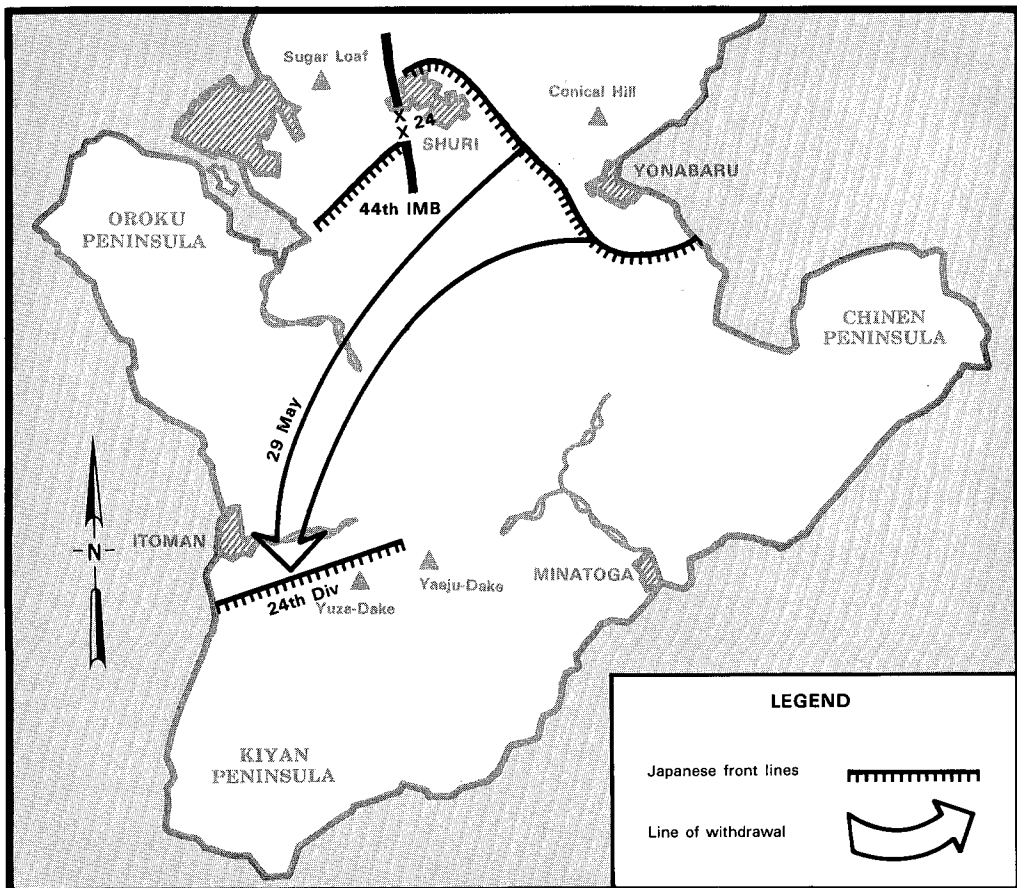 Sugar Loaf
Conical Hill
X
X
24
SHURI
YONABARU
44th IMB
OROKU
PENINSULA
CHINEN
PENINSULA
29 May
-N-
ITOMAN
24th Div
Yuza-Dake
Yaeju-Dake
MINATOGA
KIYAN
PENINSULA
LEGEND
Japanese front lines
Line of withdrawal